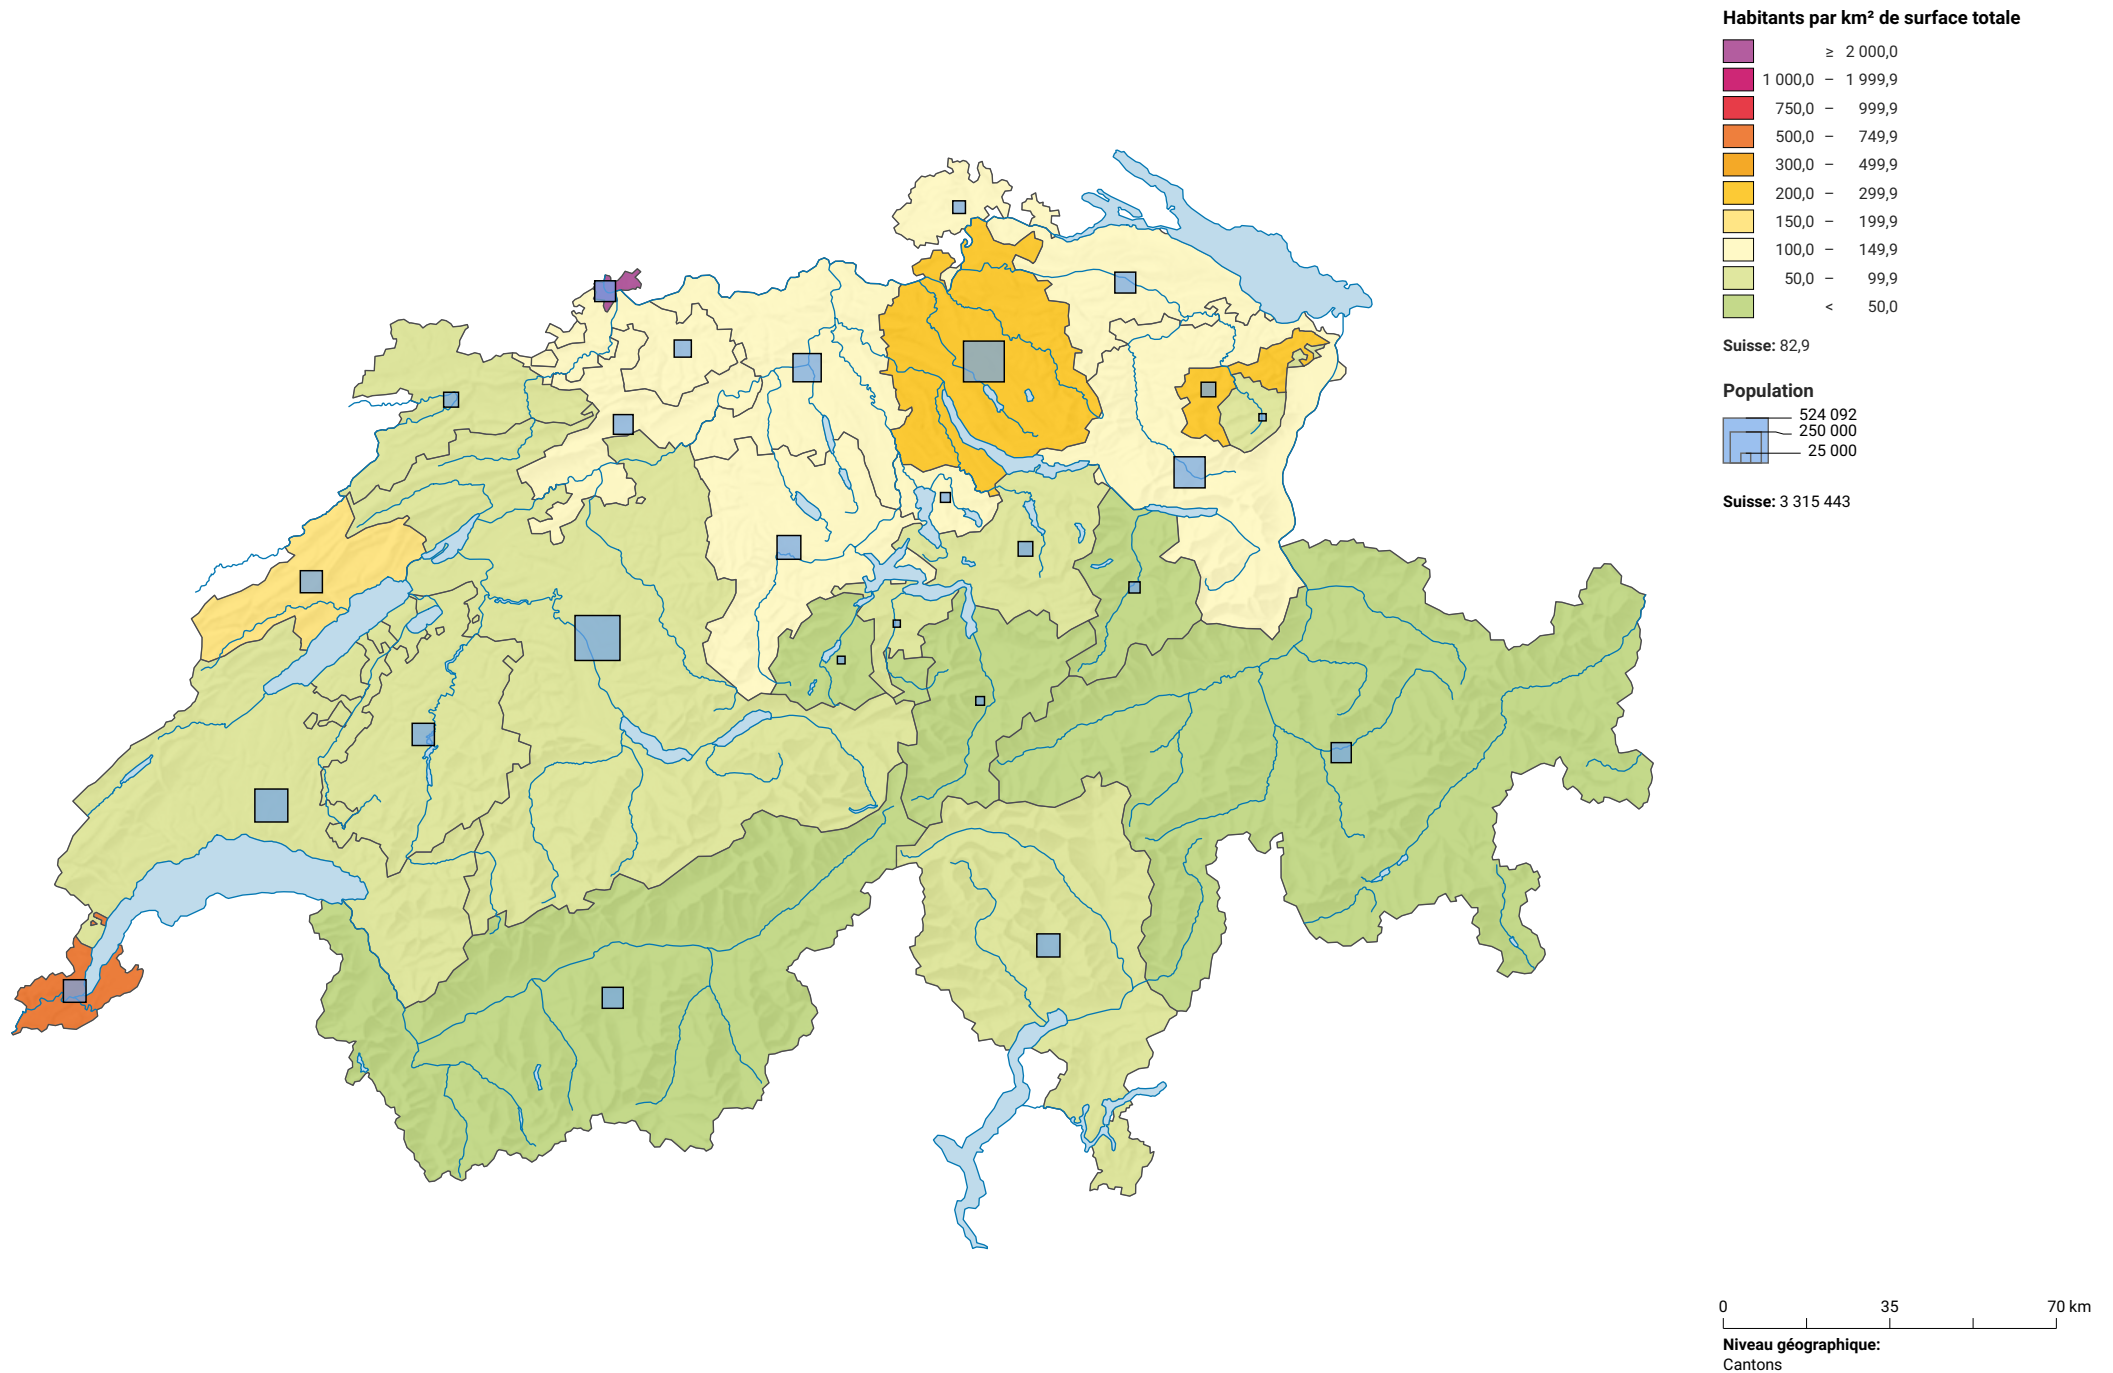 Habitants par km² de surface totale
≥ 2 000,0
1 000,0 – 1 999,9
750,0 – 999,9
500,0 – 749,9
300,0 – 499,9
200,0 – 299,9
150,0 – 199,9
100,0 – 149,9
50,0 – 99,9
< 50,0
Suisse: 82,9
Population
524 092
250 000
25 000
Suisse: 3 315 443
0 35 70 km
Niveau géographique:
Cantons